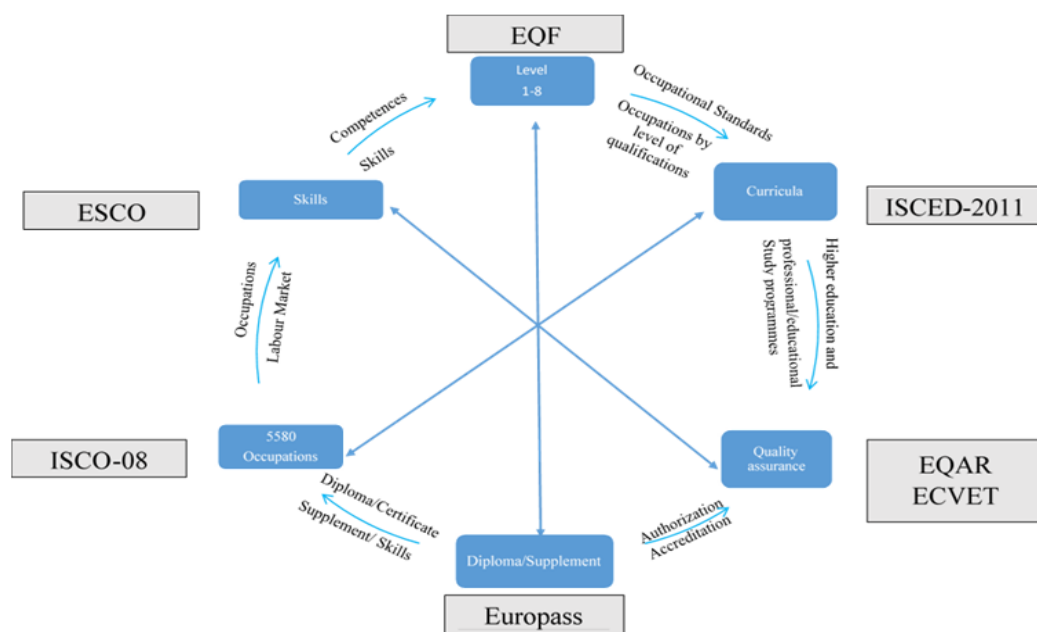 EQF
Level
1-8
Competences
Skills
Occupational Standards
Occupations by
level of
qualifications
ESCO
Skills
Curricula
ISCED-2011
Occupations
Labour Market
Higher education and
professional/educational
Study programmes
ISCO-08
5580
Occupations
Quality
assurance
EQAR
ECVET
Diploma/Certificate
Supplement/ Skills
Authorization
Accreditation
Diploma/Supplement
Europass